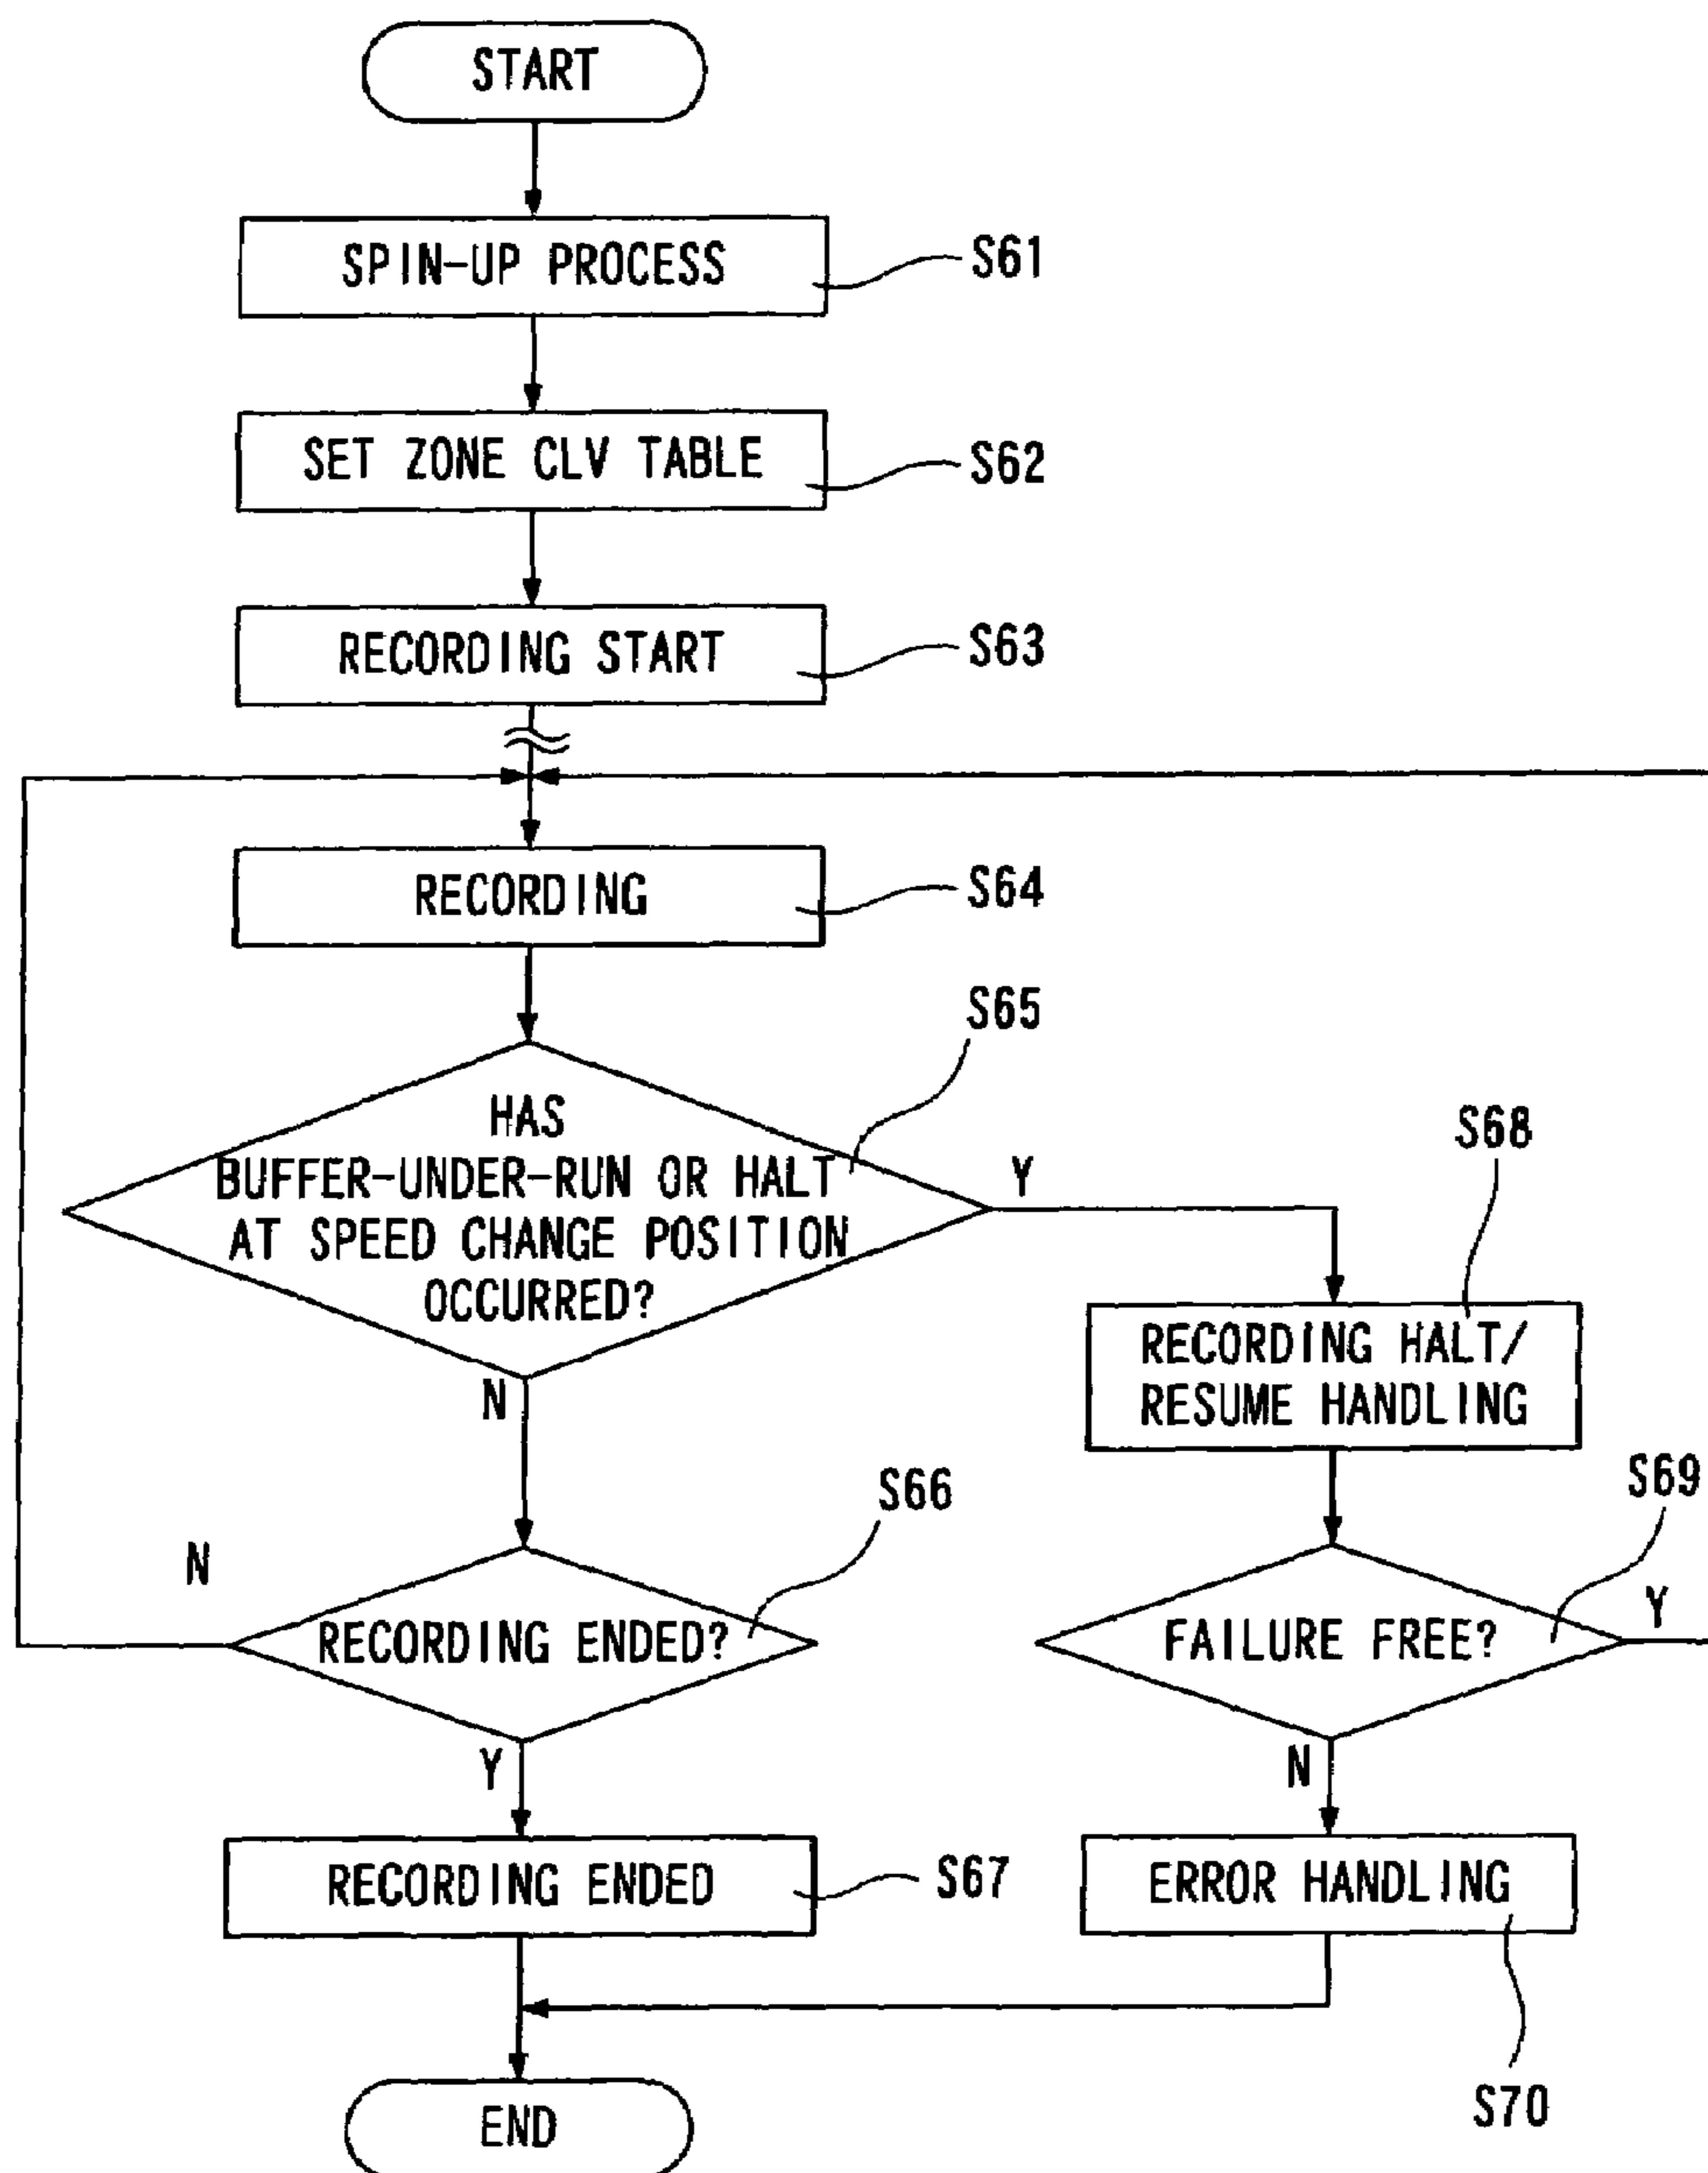 START
SPIN-UP PROCESS
S61
SET ZONE CLV TABLE
S62
RECORDING START
S63
RECORDING
S64
S65
HAS
BUFFER-UNDER-RUN OR HALT
AT SPEED CHANGE POSITION
OCCURRED?
Y
N
S68
RECORDING HALT/
RESUME HANDLING
S66
N
RECORDING ENDED?
Y
S69
FAILURE FREE?
Y
N
RECORDING ENDED
S67
ERROR HANDLING
S70
END